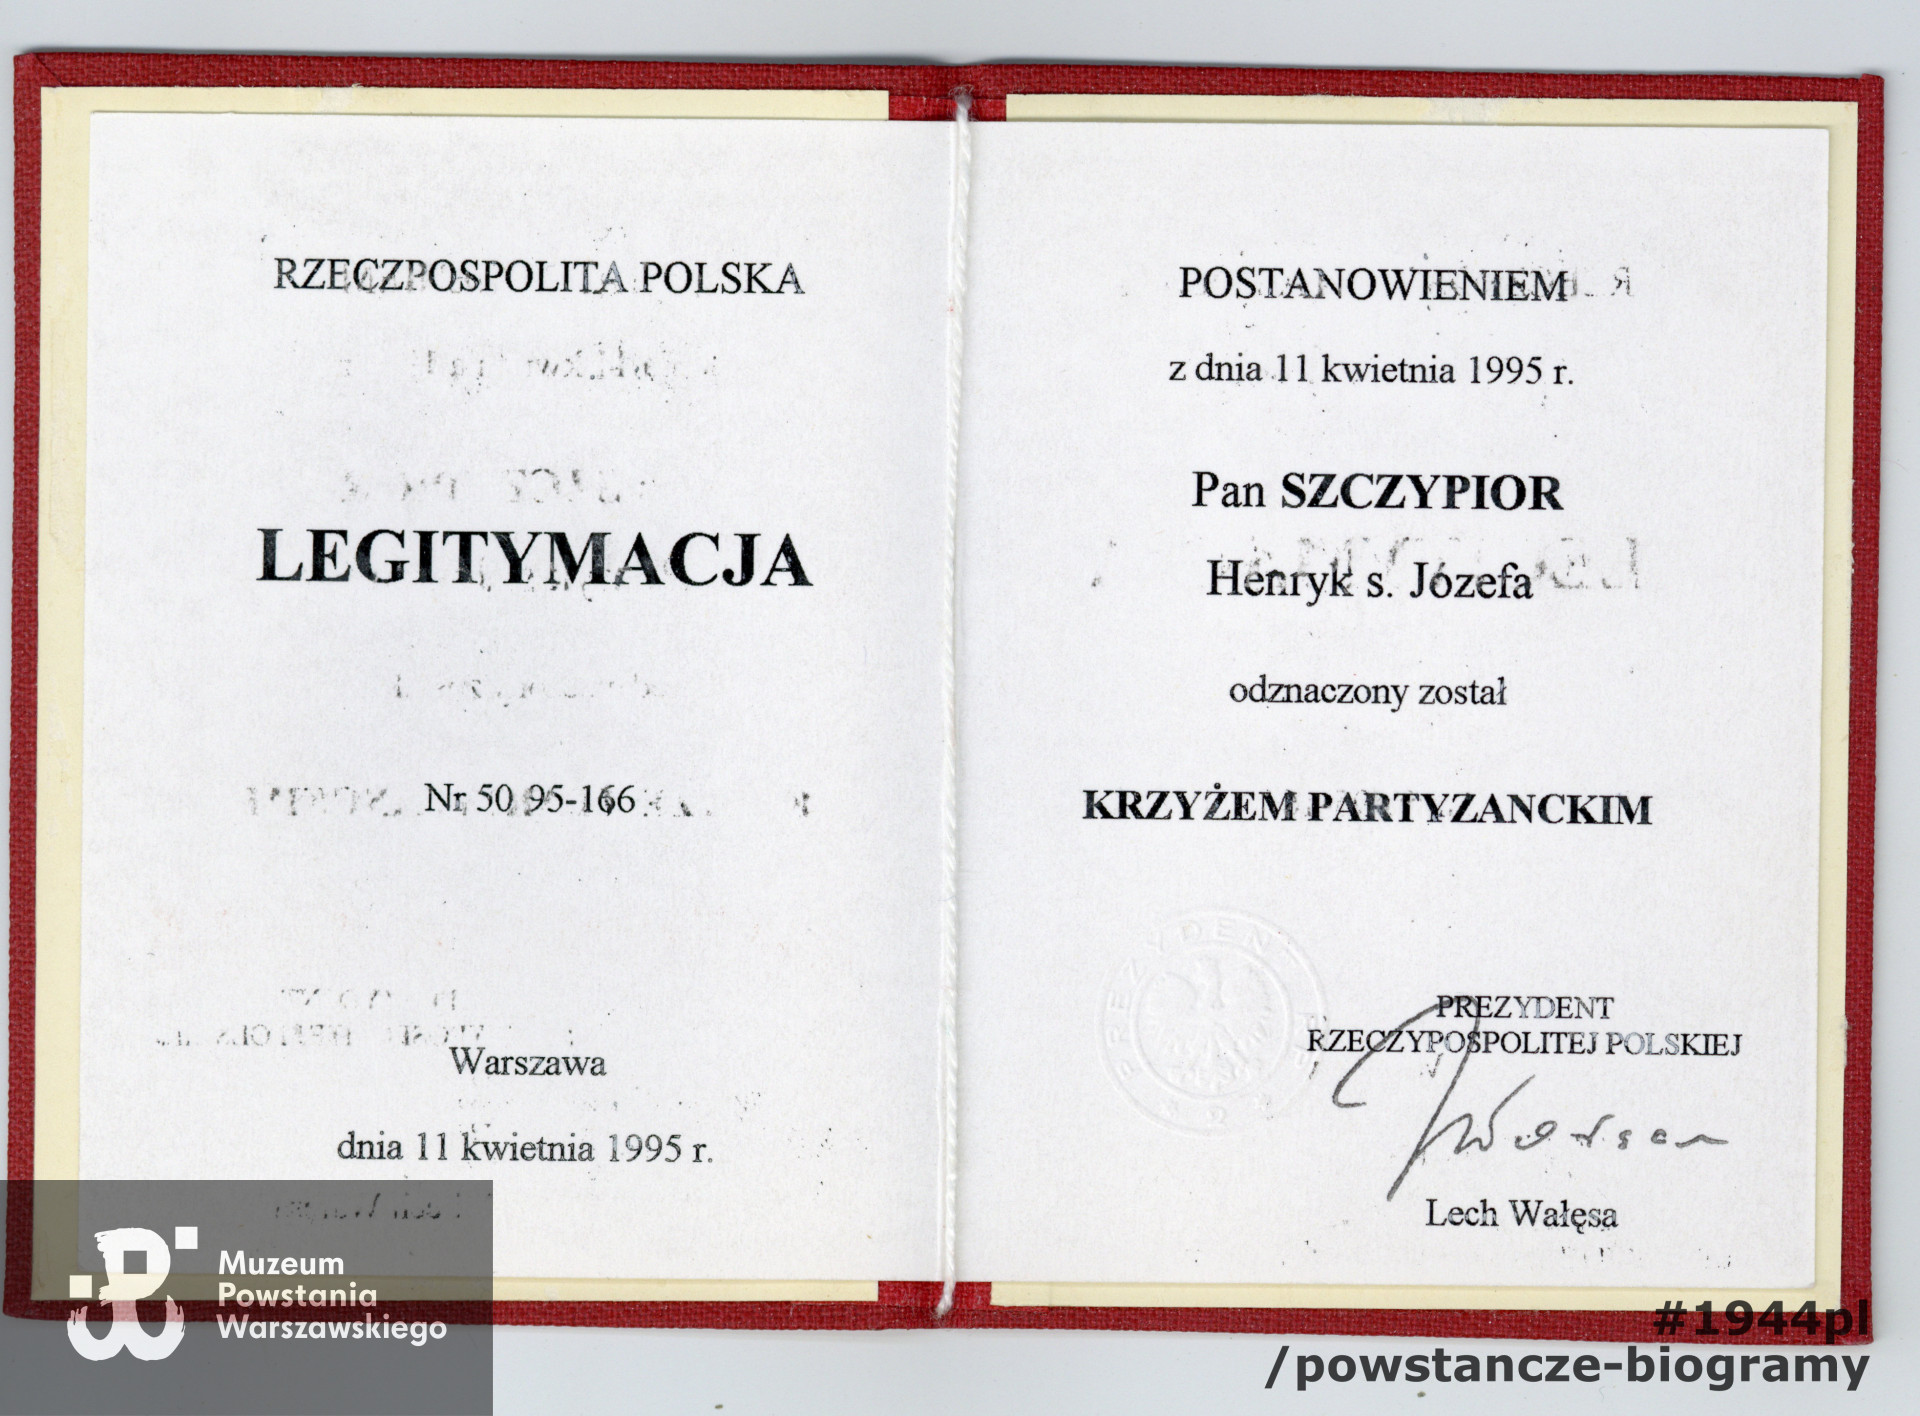 RZECZPOSPOLITA POLSKA
LEGITYMACJA
Nr 50 95-166
Warszawa
dnia 11 kwietnia 1995 r.
POSTANOWIENIEM
z dnia 11 kwietnia 1995 r.
Pan SZCZYPIOR
Henryk s. Józefa
odznaczony został
KRZYŻEM PARTYZANCKIM
PREZYDENT
PREZYDENT
RZECZYPOSPOLITEJ POLSKIEJ
Lech Wałęsa
Muzeum
Powstania
Warszawskiego
#1944pl
/powstancze-biogramy